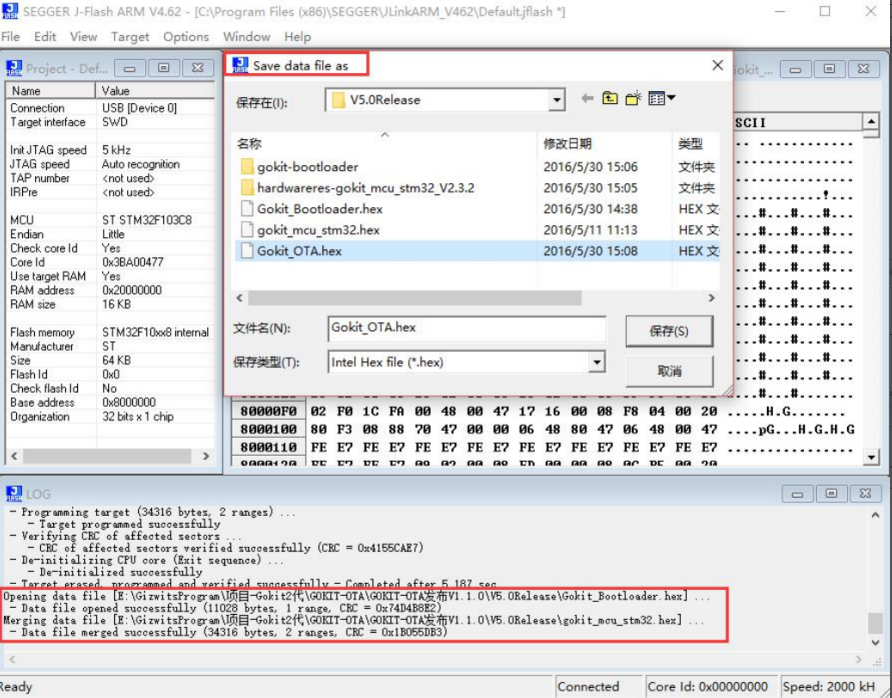 SEGGER J-Flash ARM V4.62 - [C:\Program Files (x86)\SEGGER\JLinkARM_V462\Default.jflash *]
File Edit View Target Options Window Help
Project - Def...
Name Value
Connection USB [Device 0]
Target interface SWD
Init JTAG speed 5 kHz
JTAG speed Auto recognition
TAP number <not used>
IRPre <not used>
MCU ST STM32F103C8
Endian Little
Check core Id Yes
Core Id 0x3BA00477
Use target RAM Yes
RAM address 0x20000000
RAM size 16 KB
Flash memory STM32F10xx8 internal
Manufacturer ST
Size 64 KB
Flash Id 0x0
Check flash Id No
Base address 0x8000000
Organization 32 bits x 1 chip
Save data file as
保存在(I): V5.0Release
名称 修改日期 类型
gokit-bootloader 2016/5/30 15:06 文件夹
hardwareres-gokit_mcu_stm32_V2.3.2 2016/5/30 15:05 文件夹
Gokit_Bootloader.hex 2016/5/30 14:38 HEX 文
gokit_mcu_stm32.hex 2016/5/11 11:13 HEX 文
Gokit_OTA.hex 2016/5/30 15:08 HEX 文
文件名(N): Gokit_OTA.hex 保存(S)
保存类型(T): Intel Hex file (*.hex) 取消
okit_...
SCII
80000F0 02 F0 1C FA 00 48 00 47 17 16 00 08 F8 04 00 20 .....H.G.......
8000100 80 F3 08 88 70 47 00 00 06 48 80 47 06 48 00 47 ....pG...H.G.H.G
8000110 FE E7 FE E7 FE E7 FE E7 FE E7 FE E7 FE E7 FE E7 ................
LOG
- Programming target (34316 bytes, 2 ranges) ...
- Target programmed successfully
- Verifying CRC of affected sectors ...
- CRC of affected sectors verified successfully (CRC = 0x4155CAE7)
- De-initializing CPU core (Exit sequence) ...
- De-initialized successfully
- Target erased, programmed and verified successfully - Completed after 5.187 sec
Opening data file [E:\GizwitsProgram\项目-Gokit2代\GOKIT-OTA\GOKIT-OTA发布V1.1.0\V5.0Release\Gokit_Bootloader.hex] ...
- Data file opened successfully (11028 bytes, 1 range, CRC = 0x74D4B8E2)
Merging data file [E:\GizwitsProgram\项目-Gokit2代\GOKIT-OTA\GOKIT-OTA发布V1.1.0\V5.0Release\gokit_mcu_stm32.hex] ...
- Data file merged successfully (34316 bytes, 2 ranges, CRC = 0x1B055DB3)
Ready Connected Core Id: 0x00000000 Speed: 2000 kH